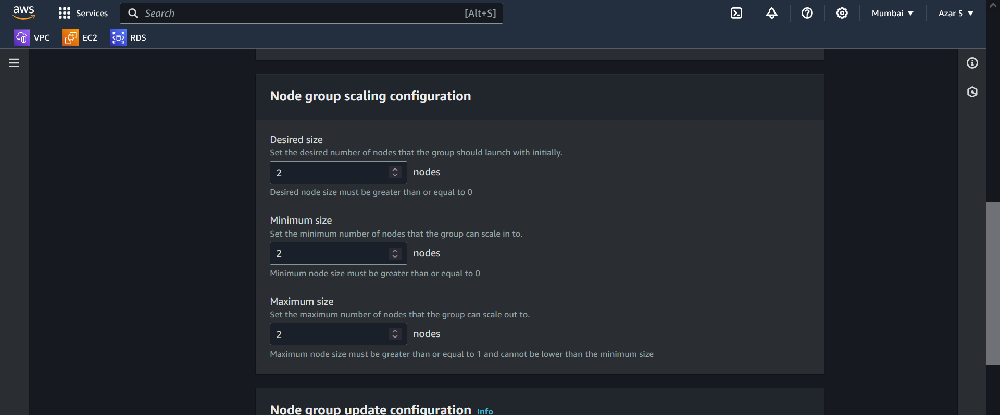 aws
Services
Search [Alt+S]
Mumbai
Azar S
VPC
EC2
RDS
Node group scaling configuration
Desired size
Set the desired number of nodes that the group should launch with initially.
2 nodes
Desired node size must be greater than or equal to 0
Minimum size
Set the minimum number of nodes that the group can scale in to.
2 nodes
Minimum node size must be greater than or equal to 0
Maximum size
Set the maximum number of nodes that the group can scale out to.
2 nodes
Maximum node size must be greater than or equal to 1 and cannot be lower than the minimum size
Node group update configuration Info